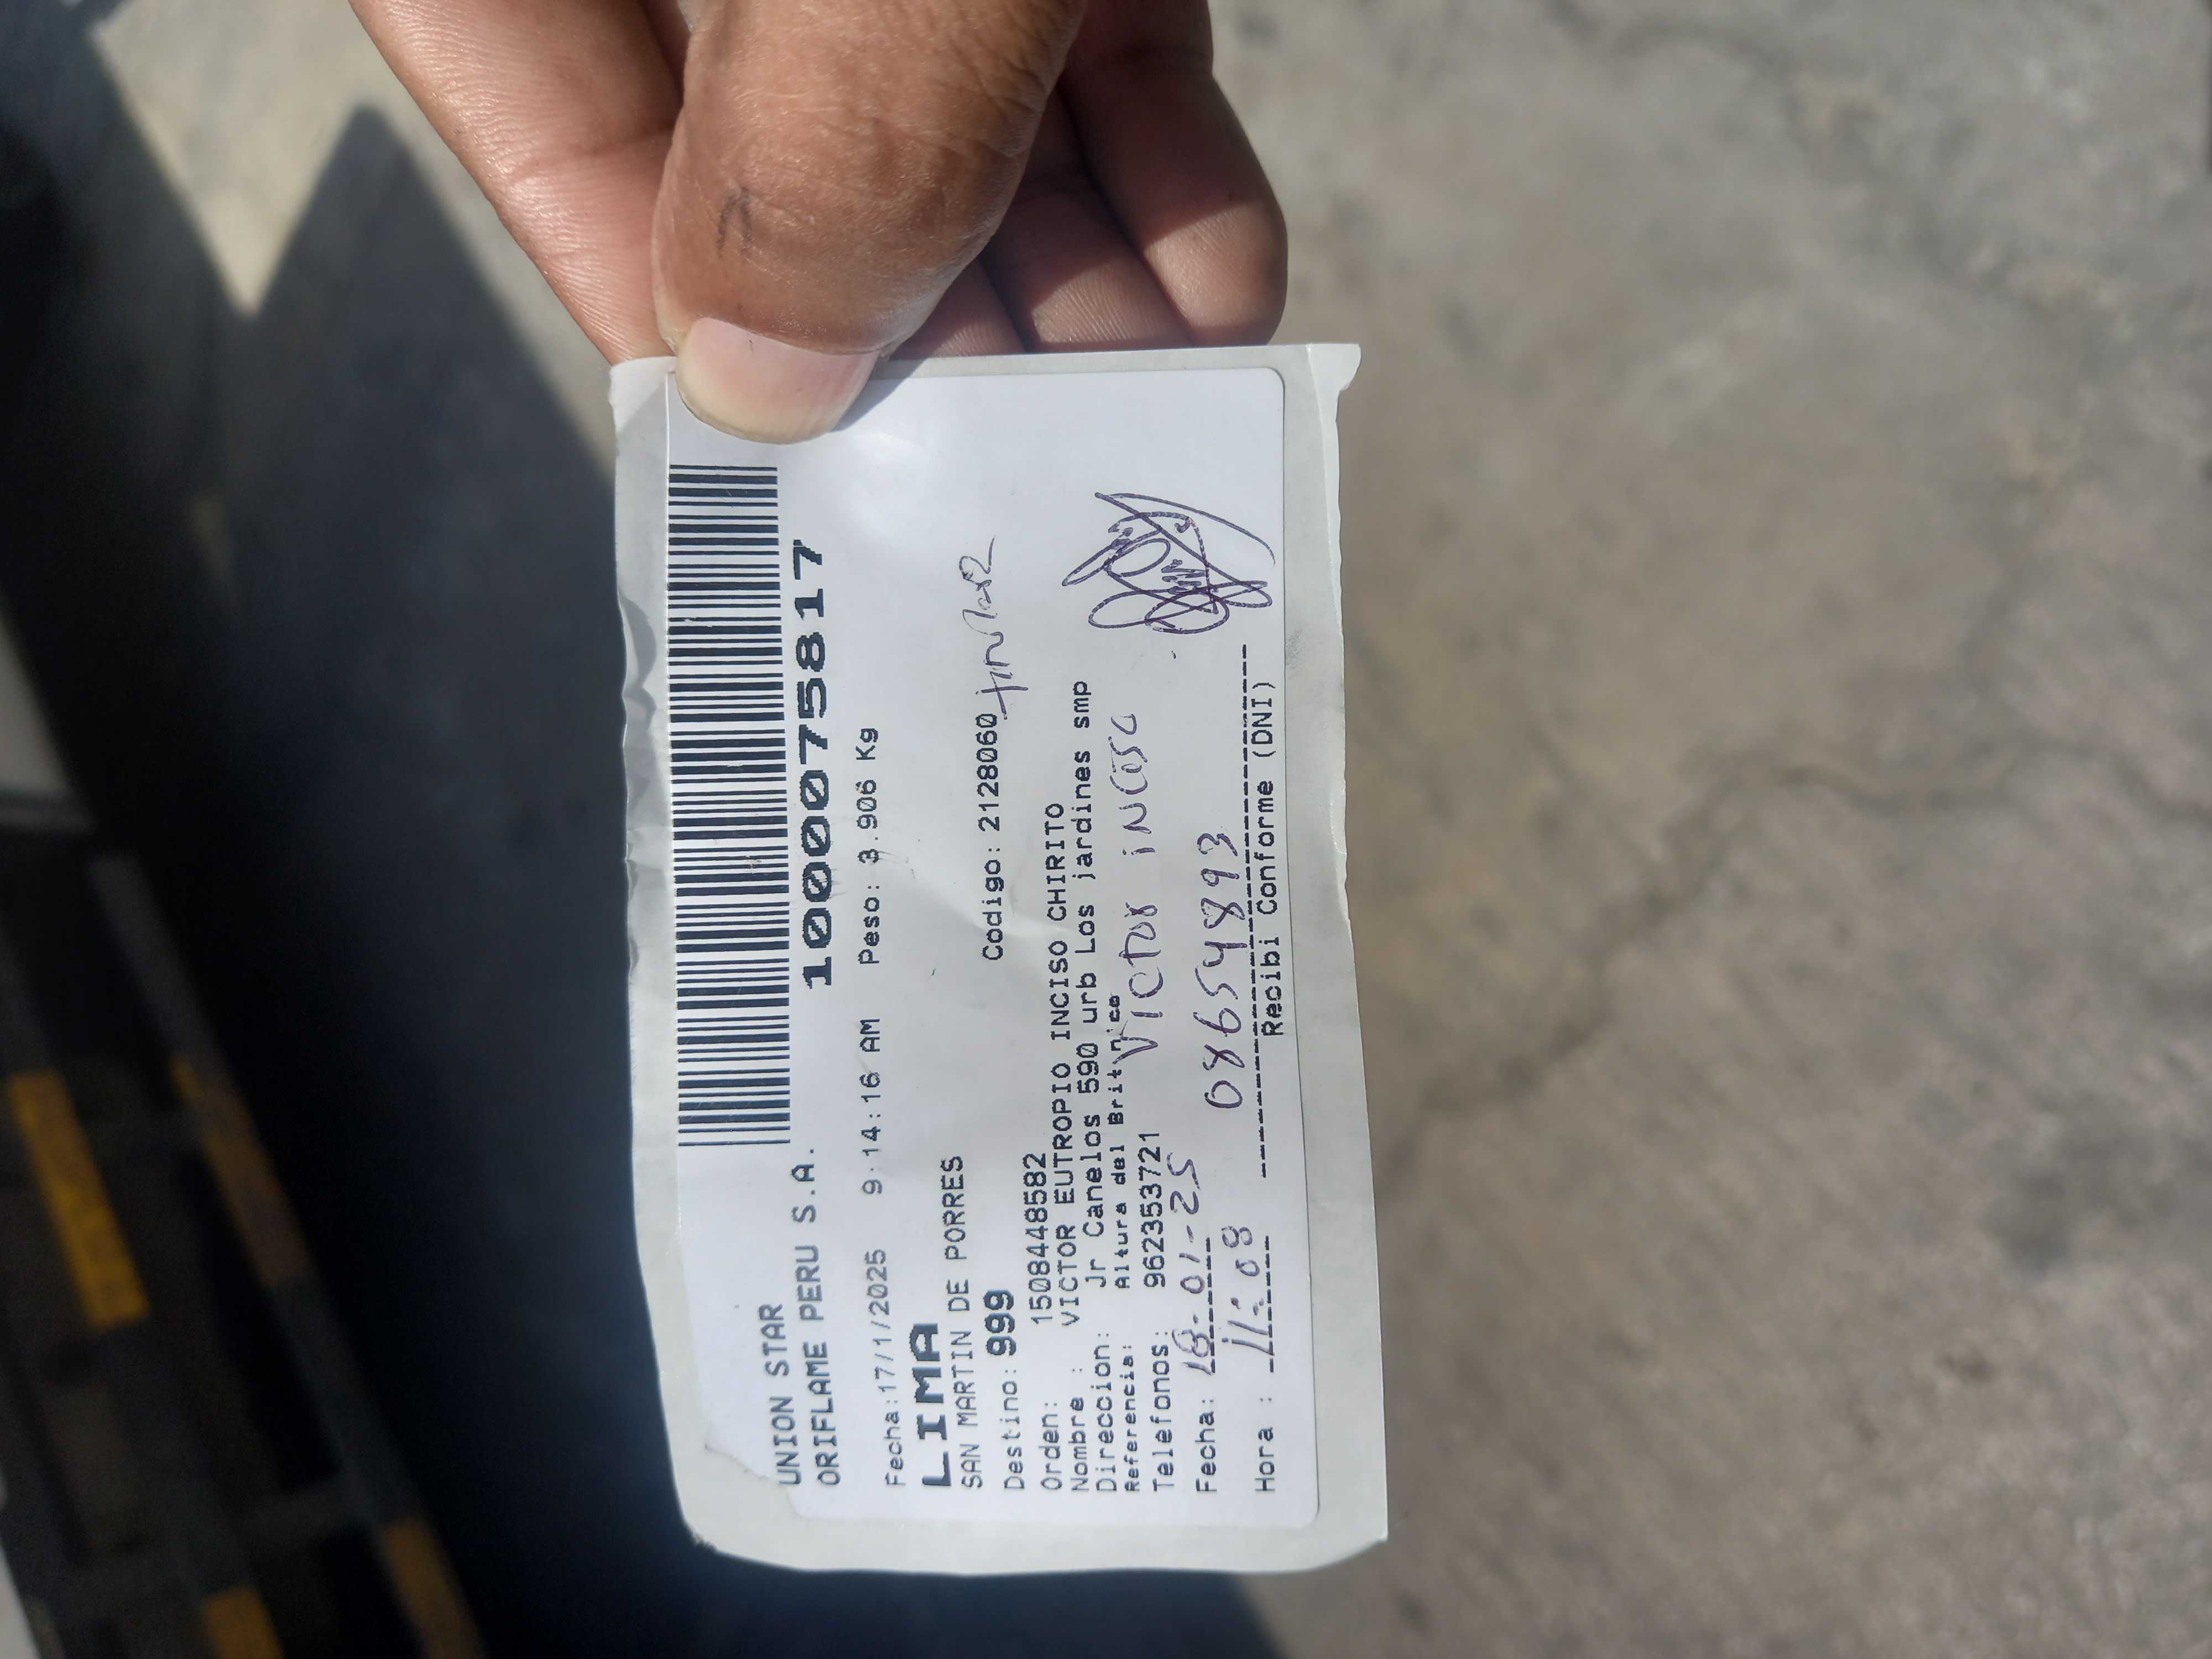 UNION STAR
ORIFLAME PERU S.A.
1000075817
Fecha:17/1/2025 9:14:16 AM Peso: 3.906 Kg
LIMA
SAN MARTIN DE PORRES
Destino: 999 Codigo: 2128060 titular
Orden: 1508448582
Nombre : VICTOR EUTROPIO INCISO CHIRITO
Direccion: Jr Canelos 590 urb Los jardines smp
Referencia: Altura del Britanico
Telefonos: 962353721 Victor inciso
Fecha: 18-01-25 08654893
Hora : 11:08
Recibi Conforme (DNI)